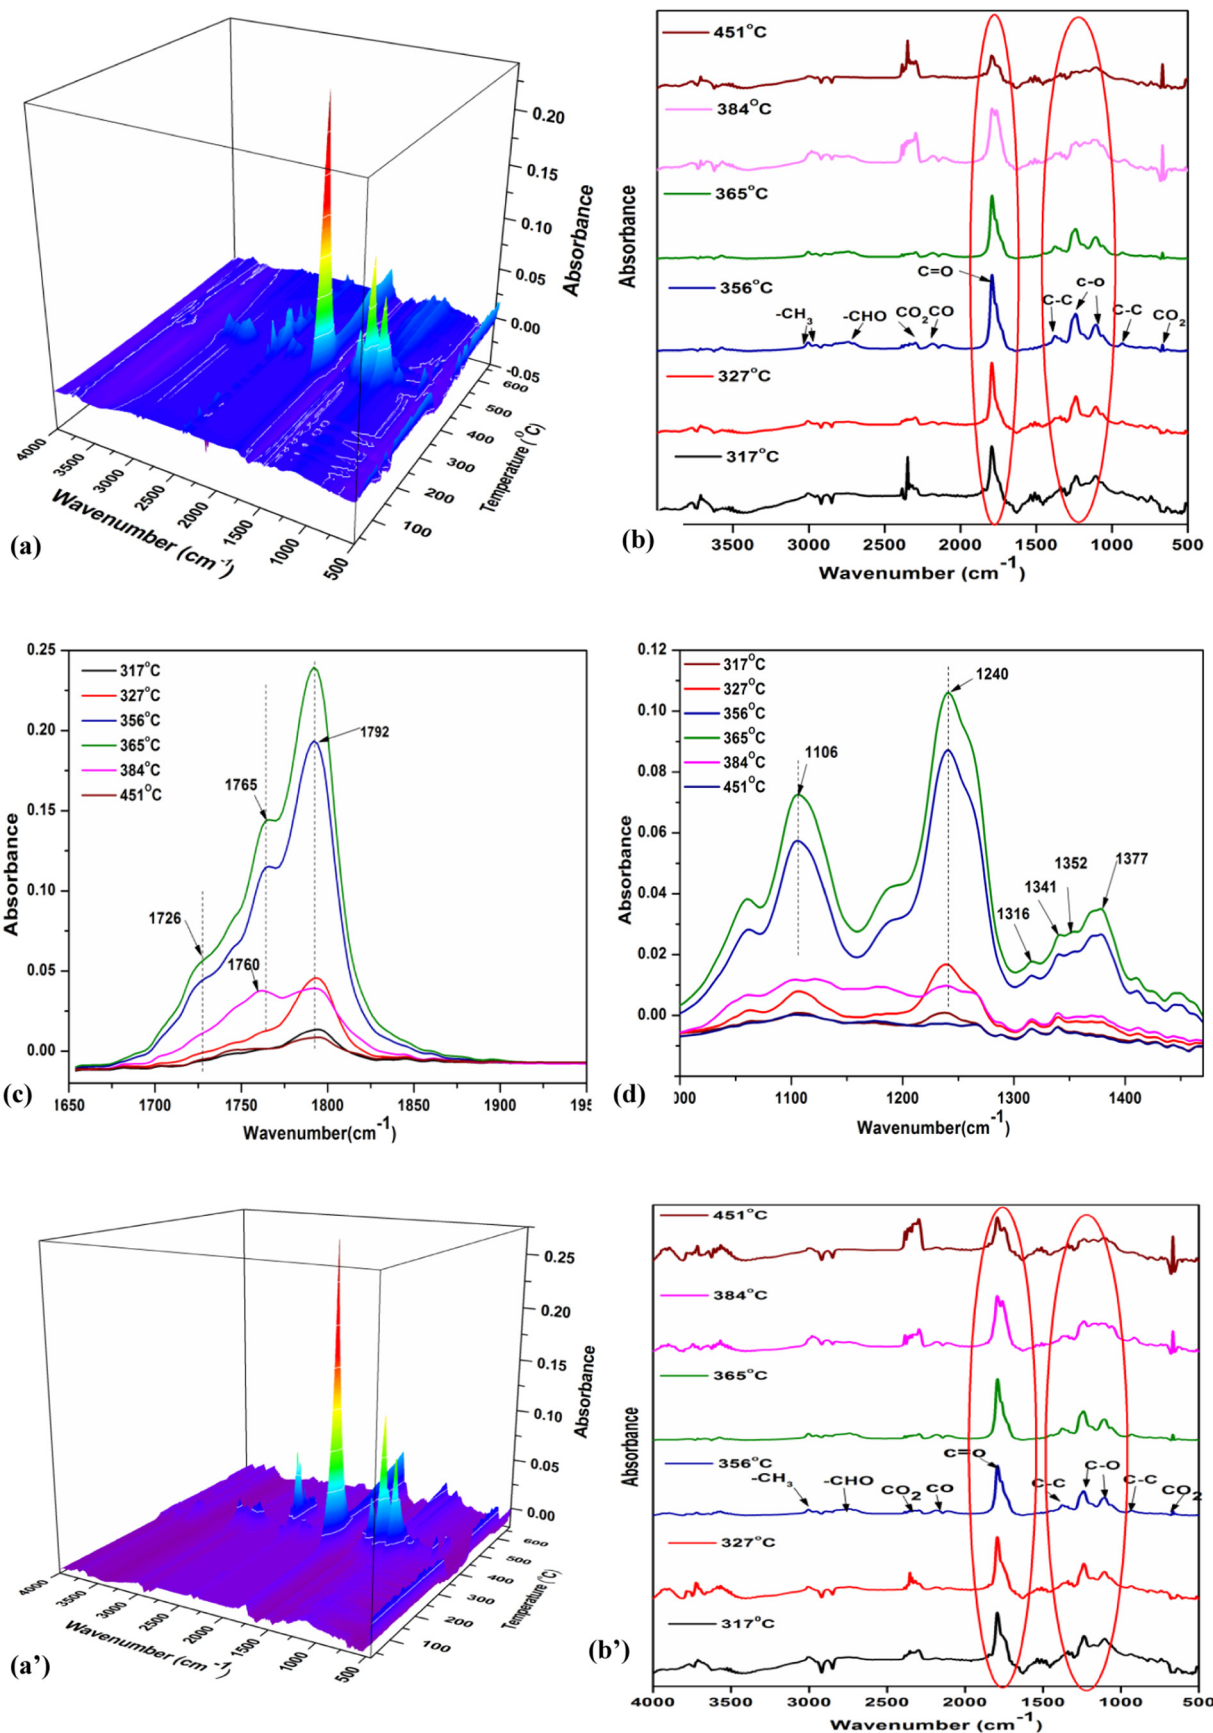 0.20
0.15
0.10
0.05
0.00
-0.05
Absorbance
600
500
400
300
200
100
Temperature (°C)
4000
3500
3000
2500
2000
1500
1000
500
Wavenumber (cm-1)
(a)
451°C
384°C
365°C
C=O
356°C
-CH3
-CHO
CO2
CO
C-C
C-O
C-C
CO2
327°C
317°C
Absorbance
3500 3000 2500 2000 1500 1000 500
Wavenumber (cm-1)
(b)
0.25
0.20
0.15
0.10
0.05
0.00
Absorbance
317°C
327°C
356°C
365°C
384°C
451°C
1792
1765
1726
1760
1650 1700 1750 1800 1850 1900 195
Wavenumber(cm-1)
(c)
0.12
0.10
0.08
0.06
0.04
0.02
0.00
Absorbance
317°C
327°C
356°C
365°C
384°C
451°C
1240
1106
1352
1377
1341
1316
000 1100 1200 1300 1400
Wavenumber(cm-1)
(d)
0.25
0.20
0.15
0.10
0.05
0.00
Absorbance
600
500
400
300
200
100
Temperature (°C)
4000
3500
3000
2500
2000
1500
1000
500
Wavenumber (cm-1)
(a’)
451°C
384°C
365°C
C=O
356°C
-CH3
-CHO
CO2
CO
C-C
C-O
C-C
CO2
327°C
317°C
Absorbance
4000 3500 3000 2500 2000 1500 1000 500
Wavenumber (cm-1)
(b’)